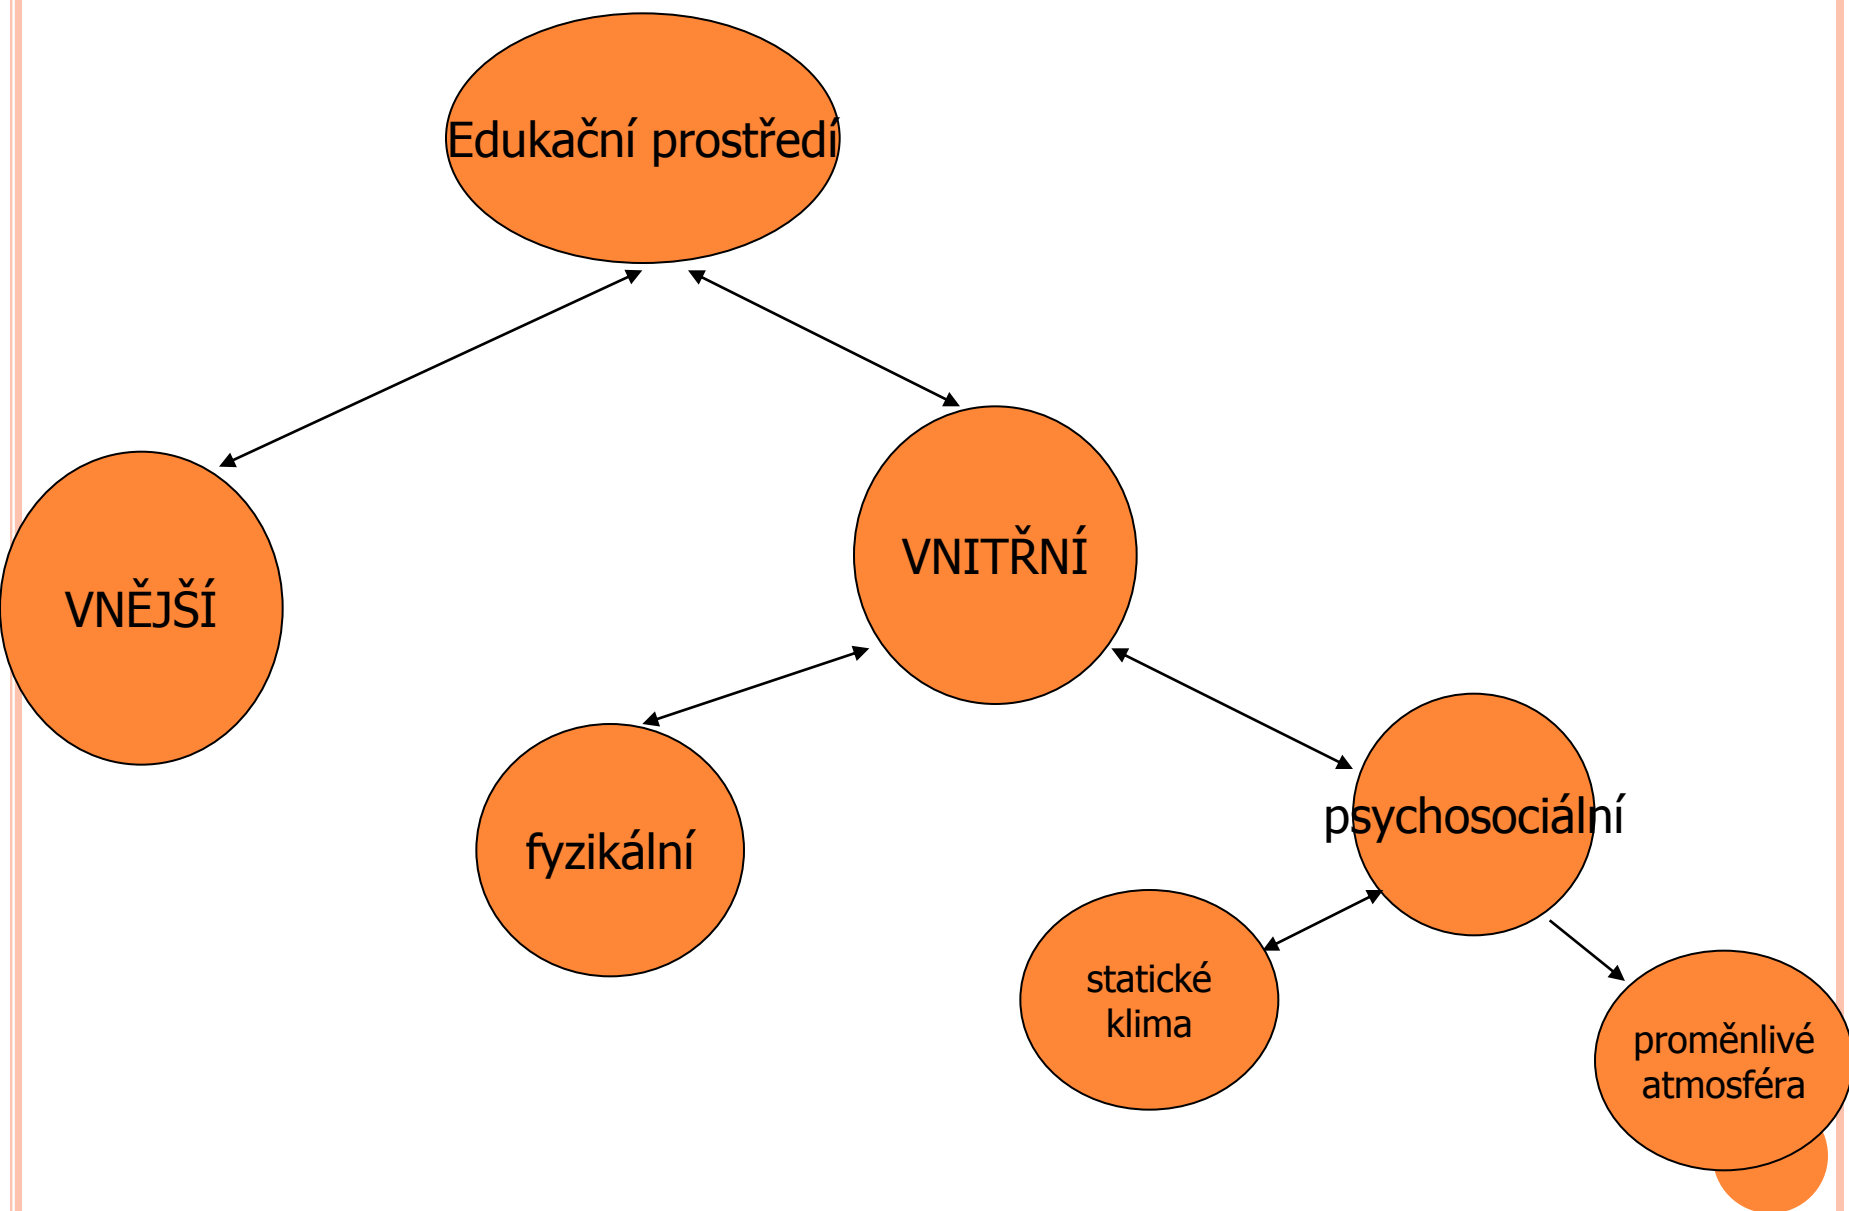 Edukační prostředí
VNITŘNÍ
VNĚJŠÍ
psychosociální
fyzikální
statické
klima
proměnlivé
atmosféra